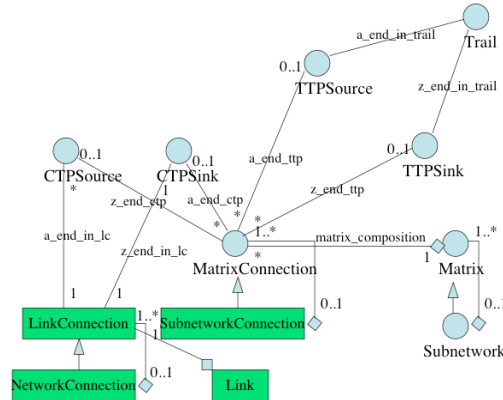 Trail
a_end_in_trail
0..1
TTPSource
z_end_in_trail
0..1
TTPSink
0..1
CTPSource
*
0..1
CTPSink
1
a_end_ttp
z_end_ttp
z_end_ctp
a_end_ctp
a_end_in_lc
z_end_in_lc
*
*
*
*
1..*
*
MatrixConnection
matrix_composition
1
1..*
Matrix
0..1
0..1
Subnetwork
1
1
LinkConnection
1..*
1
SubnetworkConnection
0..1
NetworkConnection
Link